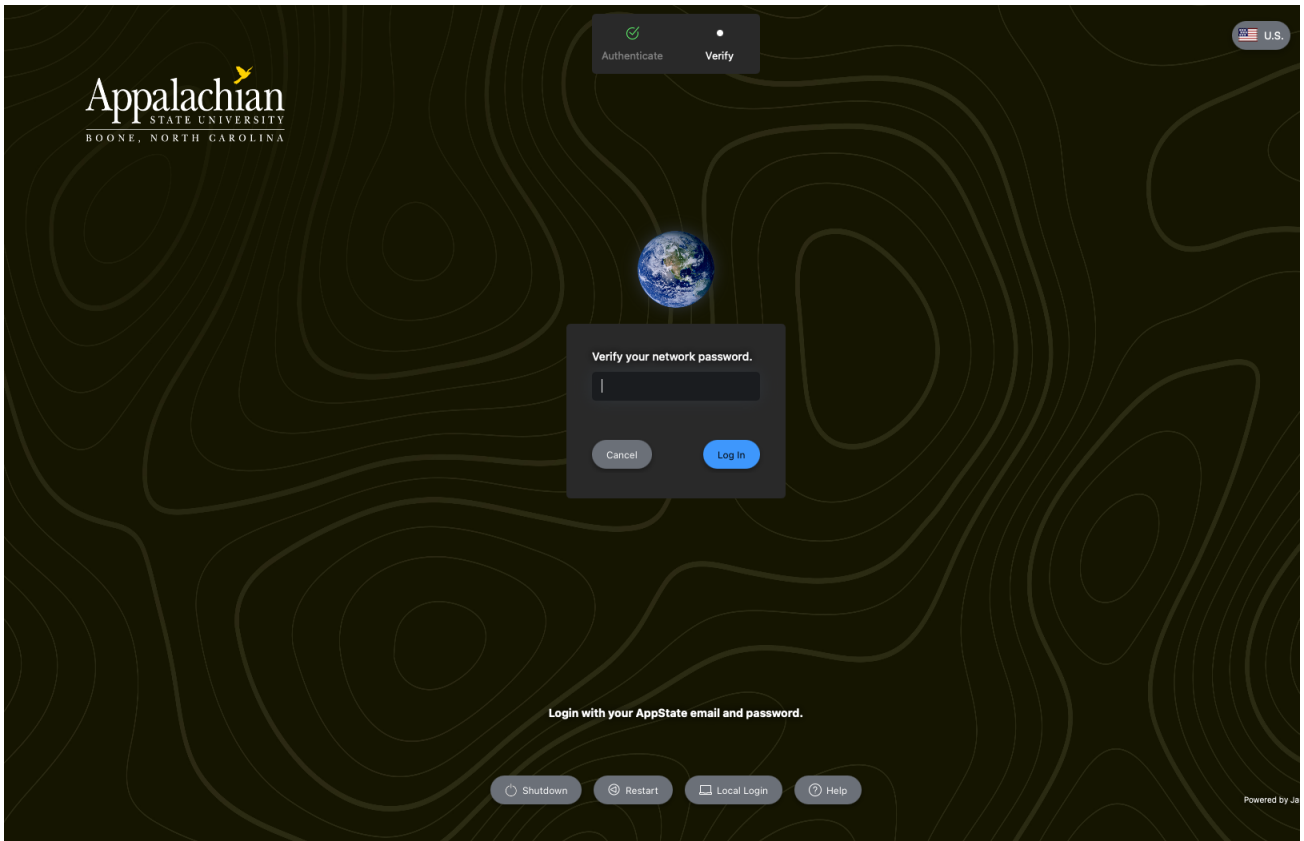 Authenticate
Verify
U.S.
Appalachian
STATE UNIVERSITY
BOONE, NORTH CAROLINA
Verify your network password.
Cancel
Log In
Login with your AppState email and password.
Shutdown
Restart
Local Login
Help
Powered by Ja